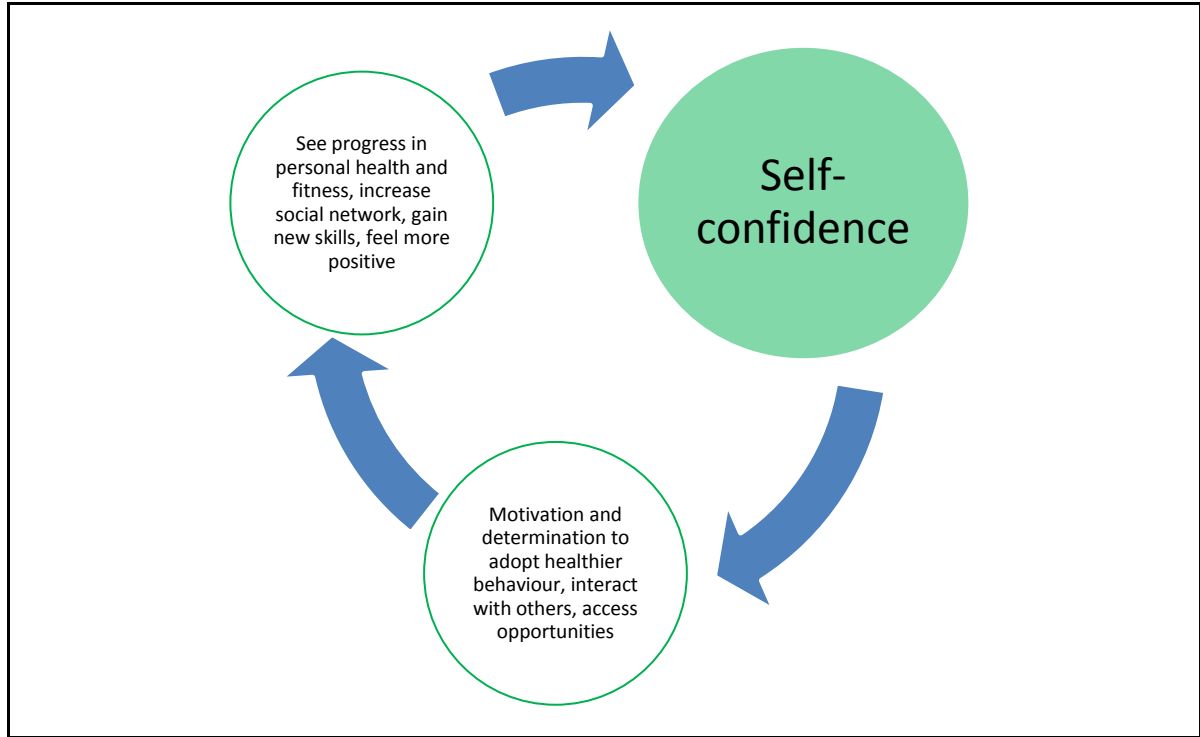 See progress in
personal health and
fitness, increase
social network, gain
new skills, feel more
positive
Self-
confidence
Motivation and
determination to
adopt healthier
behaviour, interact
with others, access
opportunities